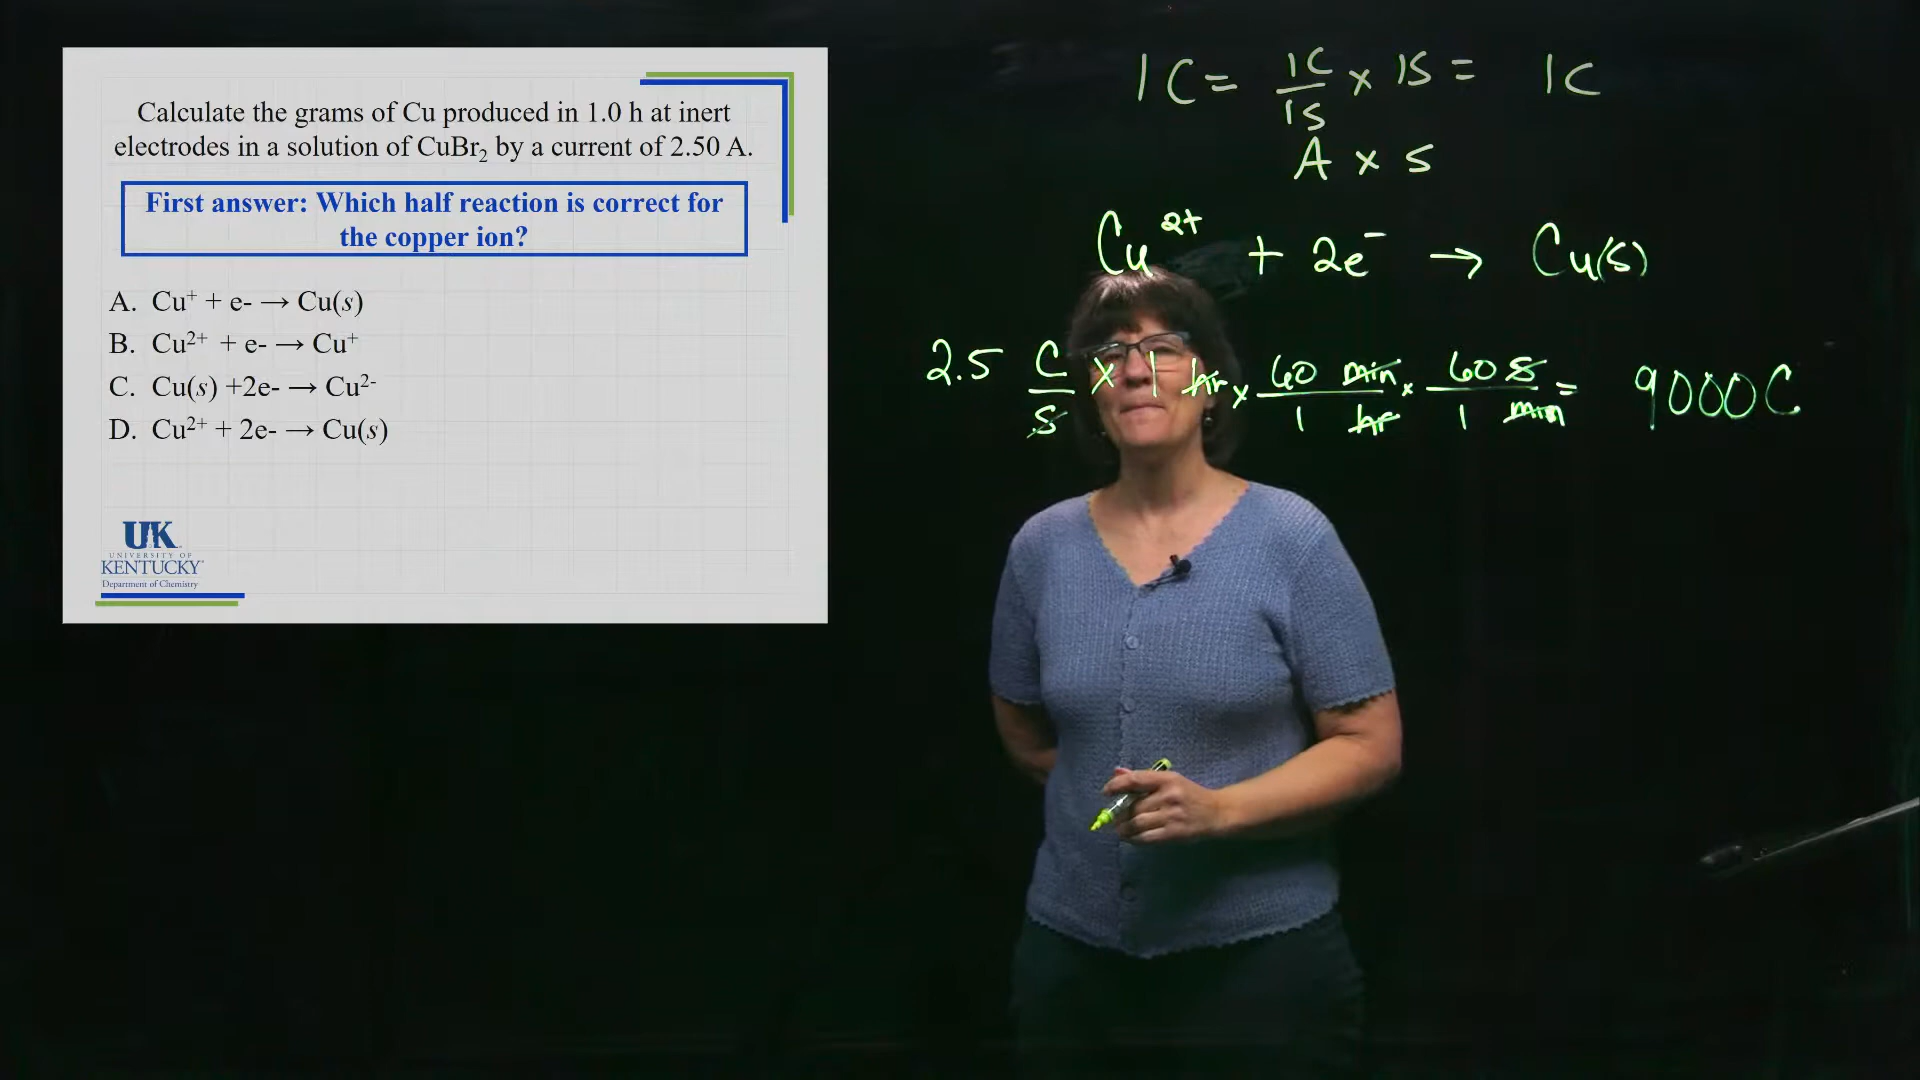 Calculate the grams of Cu produced in 1.0 h at inert
electrodes in a solution of CuBr₂ by a current of 2.50 A.
First answer: Which half reaction is correct for
the copper ion?
A. Cu⁺ + e- → Cu(s)
B. Cu²⁺ + e- → Cu⁺
C. Cu(s) +2e- → Cu²⁻
D. Cu²⁺ + 2e- → Cu(s)
UK
UNIVERSITY OF
KENTUCKY
Department of Chemistry
1C = 1C/1S × 1S = 1C
A × S
Cu²⁺ + 2e⁻ → Cu(s)
2.5 C/s × 1 hr × 60 min/1 hr × 60 s/1 min = 9000C